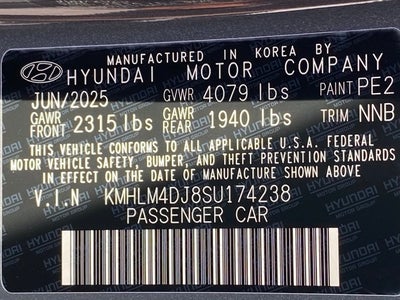 MANUFACTURED IN KOREA BY
HYUNDAI MOTOR COMPANY
JUN/2025 GVWR 4079 lbs PAINT PE2
GAWR FRONT 2315 lbs GAWR REAR 1940 lbs TRIM NNB
THIS VEHICLE CONFORMS TO ALL APPLICABLE U.S.A. FEDERAL
MOTOR VEHICLE SAFETY, BUMPER, AND THEFT PREVENTION STANDARDS
IN EFFECT ON THE DATE OF MANUFACTURE SHOWN ABOVE
V.I.N KMHLM4DJ8SU174238
PASSENGER CAR